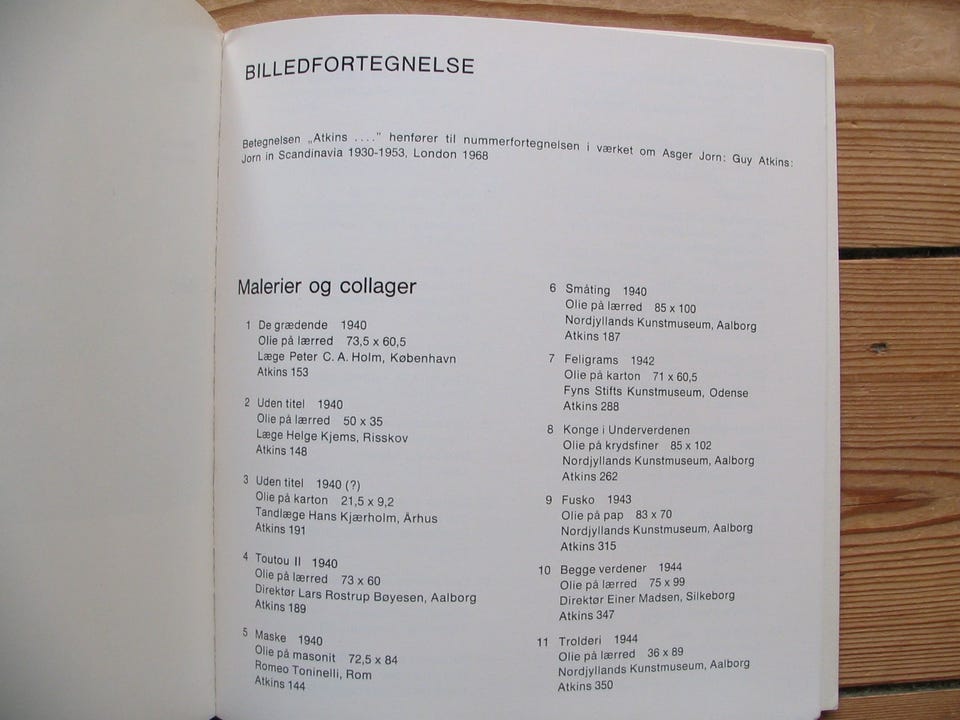 BILLEDFORTEGNELSE
Betegnelsen „Atkins ....” henfører til nummerfortegnelsen i værket om Asger Jorn: Guy Atkins:
Jorn in Scandinavia 1930-1953, London 1968
Malerier og collager
1 De grædende 1940
Olie på lærred 73,5 x 60,5
Læge Peter C. A. Holm, København
Atkins 153
2 Uden titel 1940
Olie på lærred 50 x 35
Læge Helge Kjems, Risskov
Atkins 148
3 Uden titel 1940 (?)
Olie på karton 21,5 x 9,2
Tandlæge Hans Kjærholm, Århus
Atkins 191
4 Toutou II 1940
Olie på lærred 73 x 60
Direktør Lars Rostrup Bøyesen, Aalborg
Atkins 189
5 Maske 1940
Olie på masonit 72,5 x 84
Romeo Toninelli, Rom
Atkins 144
6 Småting 1940
Olie på lærred 85 x 100
Nordjyllands Kunstmuseum, Aalborg
Atkins 187
7 Feligrams 1942
Olie på karton 71 x 60,5
Fyns Stifts Kunstmuseum, Odense
Atkins 288
8 Konge i Underverdenen
Olie på krydsfiner 85 x 102
Nordjyllands Kunstmuseum, Aalborg
Atkins 262
9 Fusko 1943
Olie på pap 83 x 70
Nordjyllands Kunstmuseum, Aalborg
Atkins 315
10 Begge verdener 1944
Olie på lærred 75 x 99
Direktør Einer Madsen, Silkeborg
Atkins 347
11 Trolderi 1944
Olie på lærred 36 x 89
Nordjyllands Kunstmuseum, Aalborg
Atkins 350